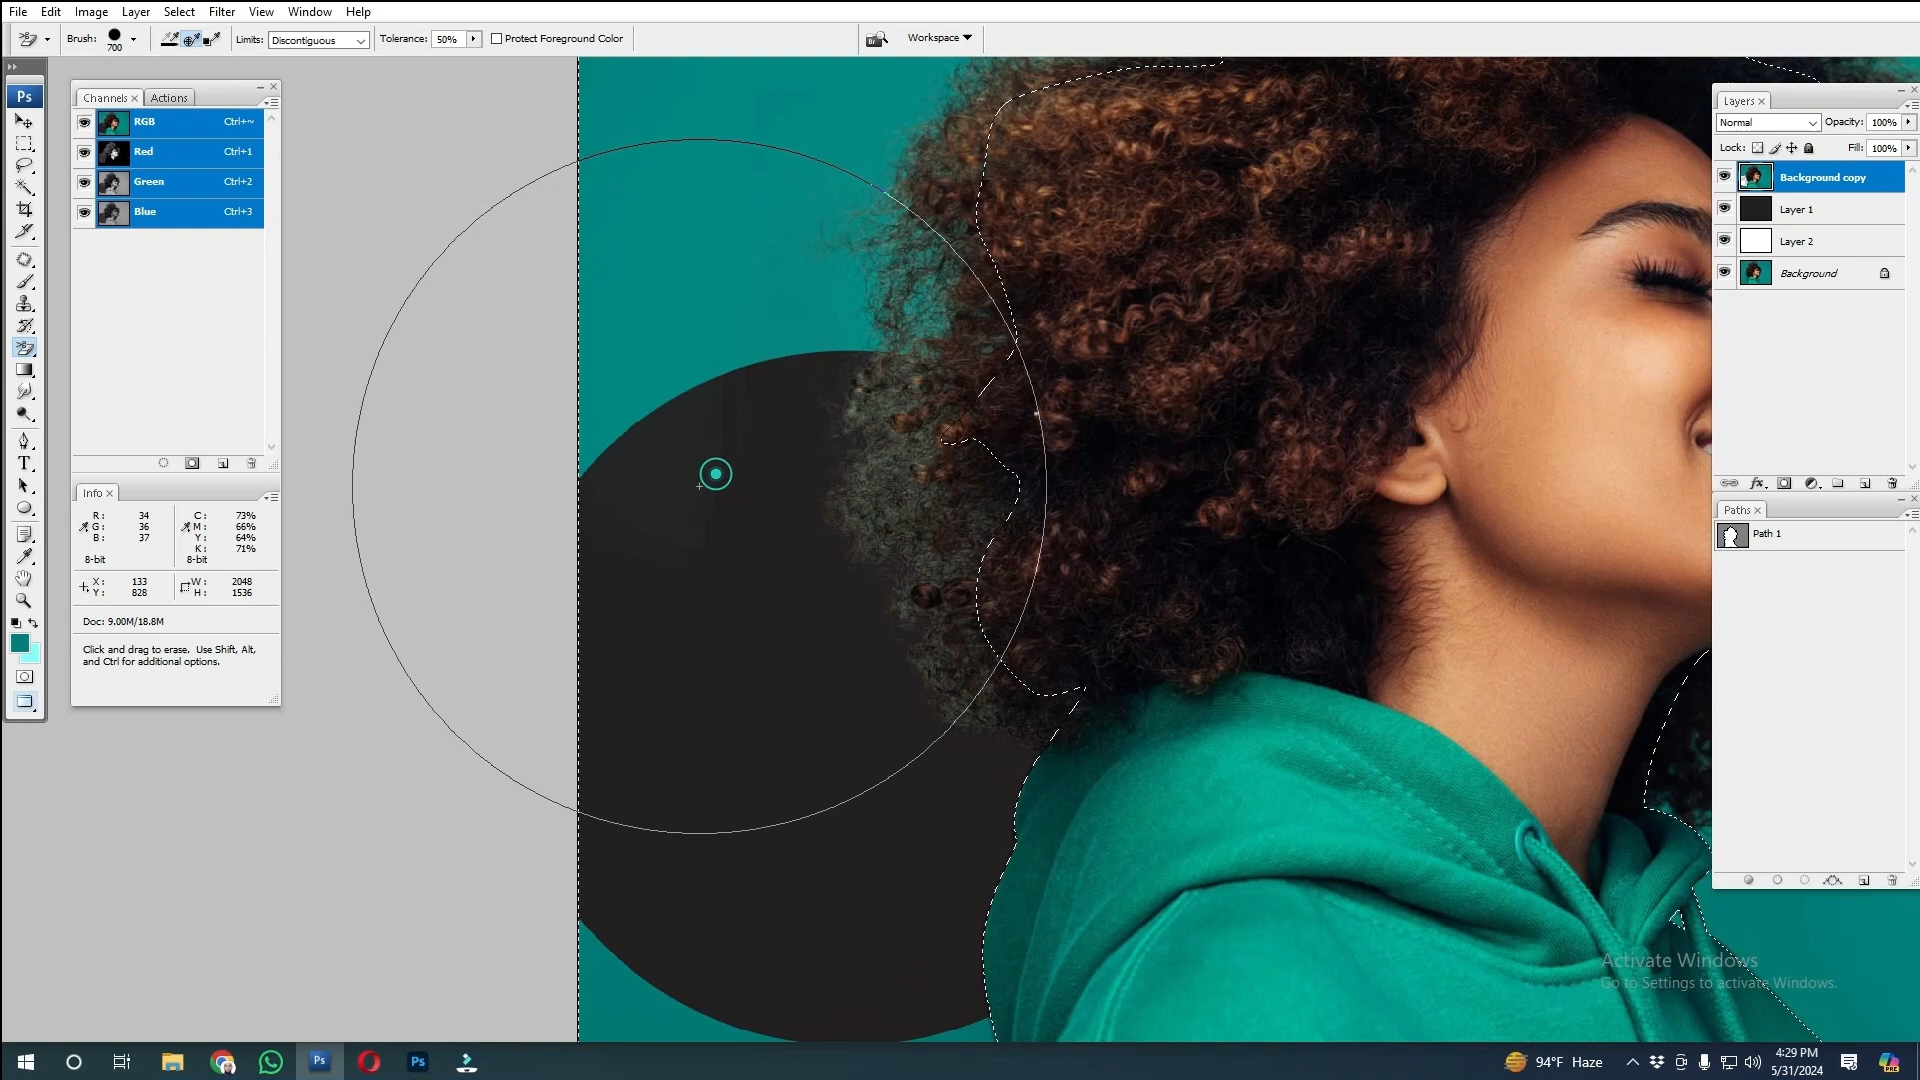 File Edit Image Layer Select Filter View Window Help
Brush: 700 Limits: Discontiguous Tolerance: 50% Protect Foreground Color Workspace
Ps
Channels Actions
RGB Ctrl+~
Red Ctrl+1
Green Ctrl+2
Blue Ctrl+3
Info
R: 34 C: 73%
G: 36 M: 66%
B: 37 Y: 64%
K: 71%
8-bit 8-bit
X: 133 W: 2048
Y: 828 H: 1536
Doc: 9.00M/18.8M
Click and drag to erase. Use Shift, Alt,
and Ctrl for additional options.
Layers
Normal Opacity: 100%
Lock: Fill: 100%
Background copy
Layer 1
Layer 2
Background
fx
Paths
Path 1
Activate Windows
Go to Settings to activate Windows.
Ps Ps 94°F Haze 4:29 PM
5/31/2024
PRE